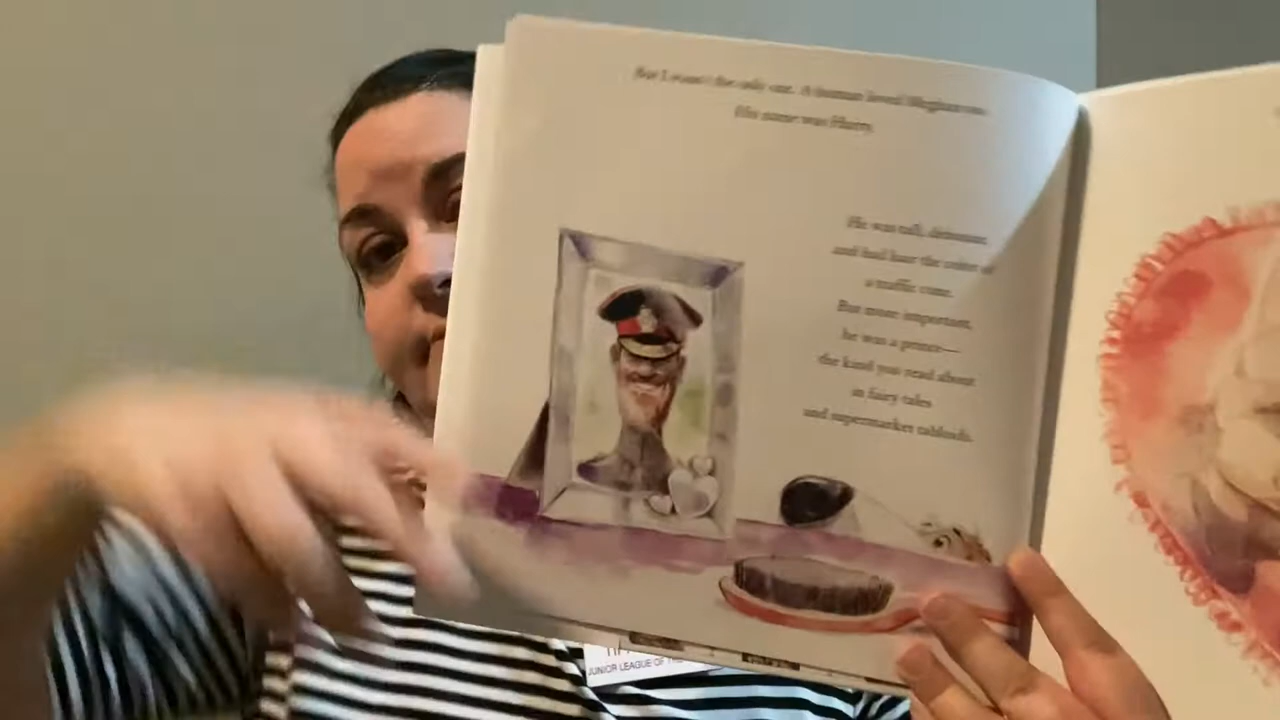 But I wasn't the only one. A human loved Meghan too.
His name was Harry.
He was tall, debonair,
and had hair the color of
a traffic cone.
But more important,
he was a prince—
the kind you read about
in fairy tales
and supermarket tabloids.
JUNIOR LEAGUE OF